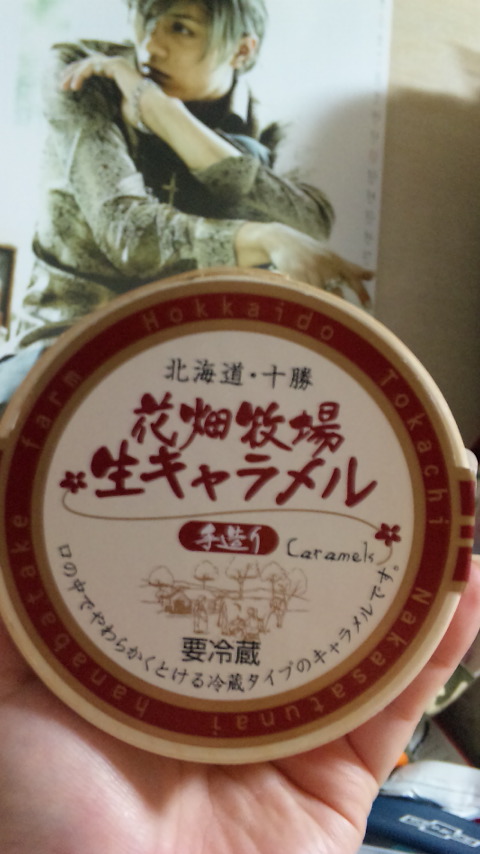 Hokkaido Tokachi Nakasatunai hanabatake farm
北海道・十勝
花畑牧場
生キャラメル
手造り Caramels
要冷蔵
口の中でやわらかくとける冷蔵タイプのキャラメルです。